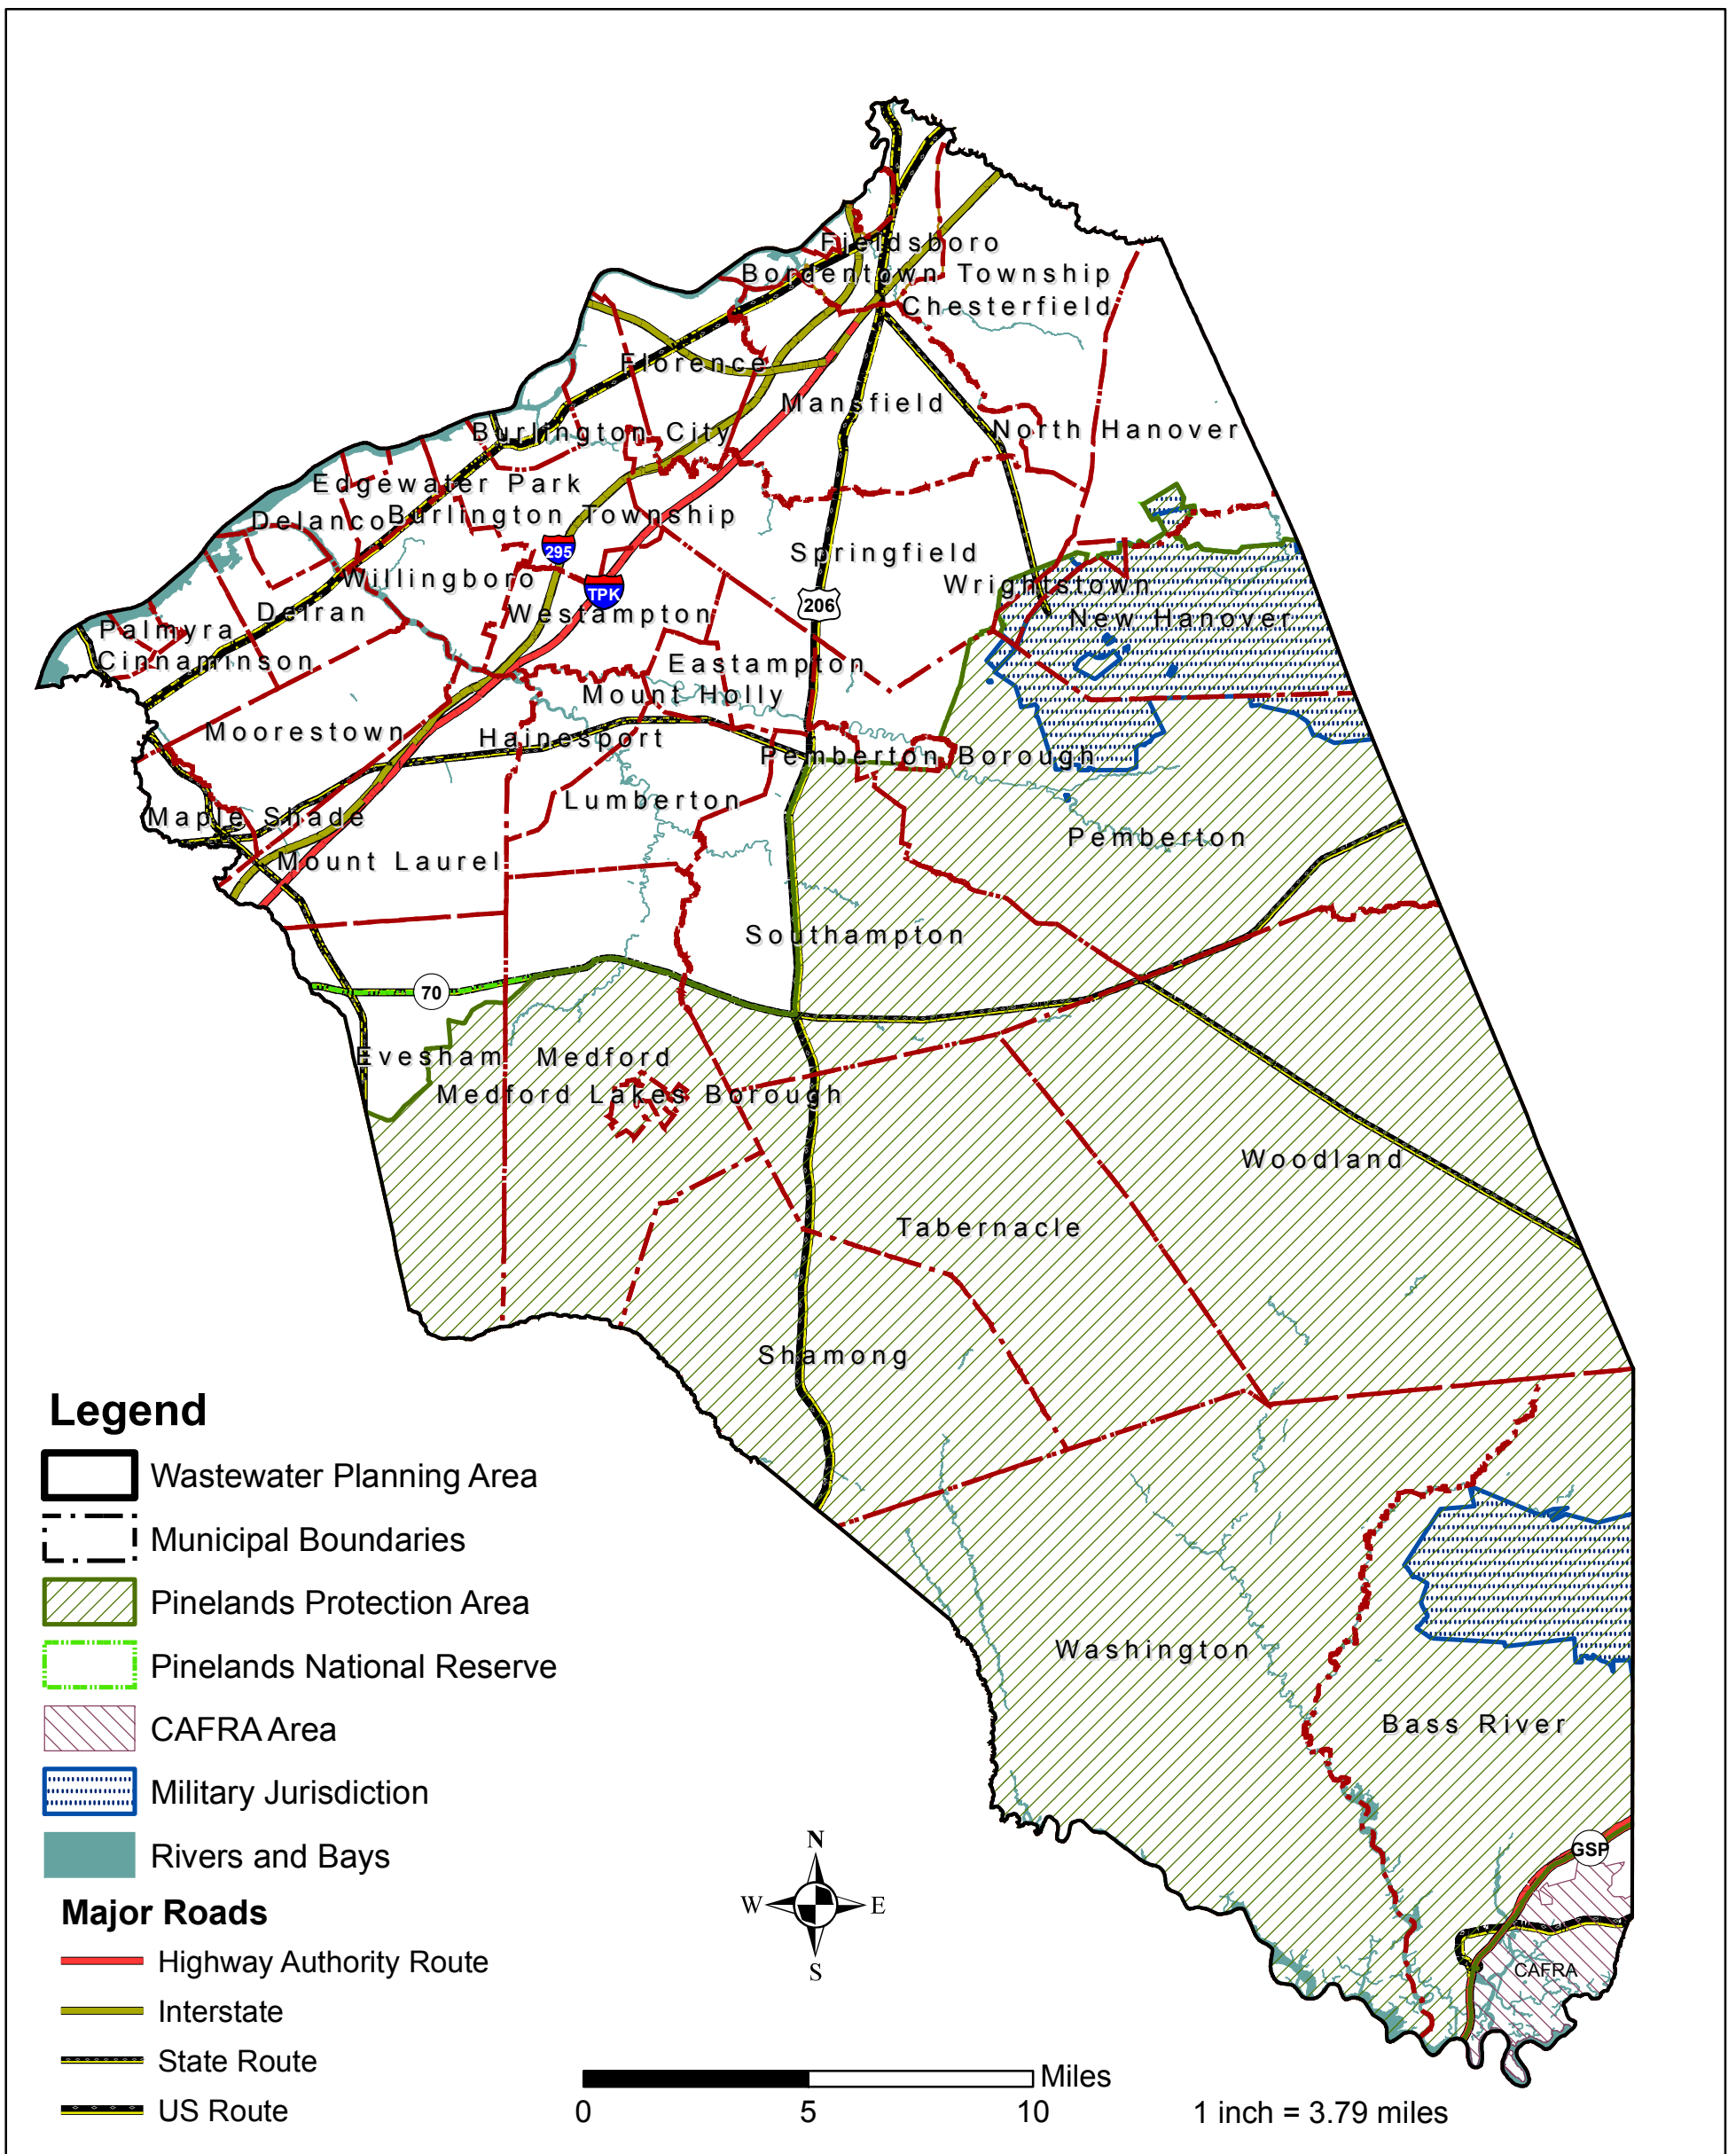 Fieldsboro
Bordentown Township
Chesterfield
Florence
Mansfield
North Hanover
Burlington City
Edgewater Park
Delanco
Burlington Township
295
Springfield
Willingboro
Wrightstown
TPK
206
Westampton
Delran
New Hanover
Palmyra
Cinnaminson
Eastampton
Mount Holly
Moorestown
Hainesport
Pemberton Borough
Lumberton
Maple Shade
Pemberton
Mount Laurel
Southampton
70
Evesham
Medford
Medford Lakes Borough
Woodland
Tabernacle
Shamong
Washington
Bass River
GSP
CAFRA
Legend
Wastewater Planning Area
Municipal Boundaries
Pinelands Protection Area
Pinelands National Reserve
CAFRA Area
Military Jurisdiction
Rivers and Bays
Major Roads
Highway Authority Route
Interstate
State Route
US Route
N
W E
S
Miles
0 5 10
1 inch = 3.79 miles